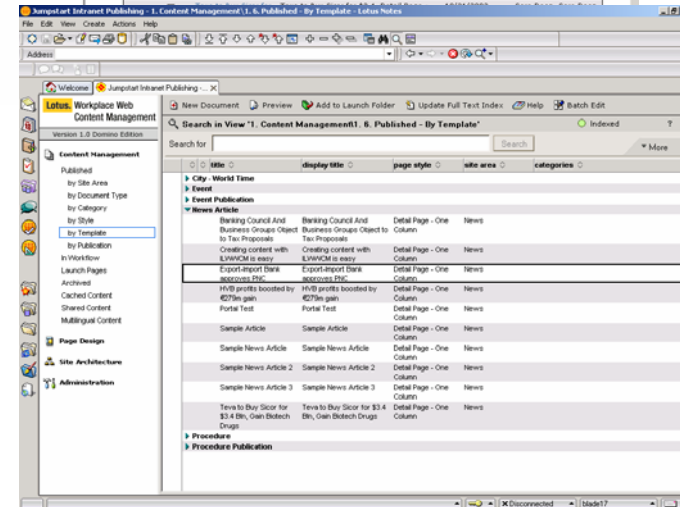 Jumpstart Intranet Publishing - 1. Content Management\1. 6. Published - By Template - Lotus Notes
File Edit View Create Actions Help
Address
Welcome Jumpstart Intranet Publishing - ...
Lotus. Workplace Web
Content Management
Version 1.0 Domino Edition
New Document Preview Add to Launch Folder Update Full Text Index Help Batch Edit
Search in View "1. Content Management\1. 6. Published - By Template" Indexed ?
Search for Search More
Content Management
Published
by Site Area
by Document Type
by Category
by Style
by Template
by Publication
In Workflow
Launch Pages
Archived
Cached Content
Shared Content
Multilingual Content
Page Design
Site Architecture
Administration
title display title page style site area categories
City - World Time
Event
Event Publication
News Article
Banking Council And Banking Council And Detail Page - One News
Business Groups Object Business Groups Object to Column
to Tax Proposals Tax Proposals
Creating content with Creating content with Detail Page - One News
ILWWCM is easy ILWWCM is easy Column
Export-Import Bank Export-Import Bank Detail Page - One News
approves PNC approves PNC Column
HVB profits boosted by HVB profits boosted by Detail Page - One News
€279m gain €279m gain Column
Portal Test Portal Test Detail Page - One News
Column
Sample Article Sample Article Detail Page - One News
Column
Sample News Article Sample News Article Detail Page - One News
Column
Sample News Article 2 Sample News Article 2 Detail Page - One News
Column
Sample News Article 3 Sample News Article 3 Detail Page - One News
Column
Teva to Buy Sicor for Teva to Buy Sicor for $3.4 Detail Page - One News
$3.4 Bln, Gain Biotech Bln, Gain Biotech Drugs Column
Drugs
Procedure
Procedure Publication
Disconnected blade17